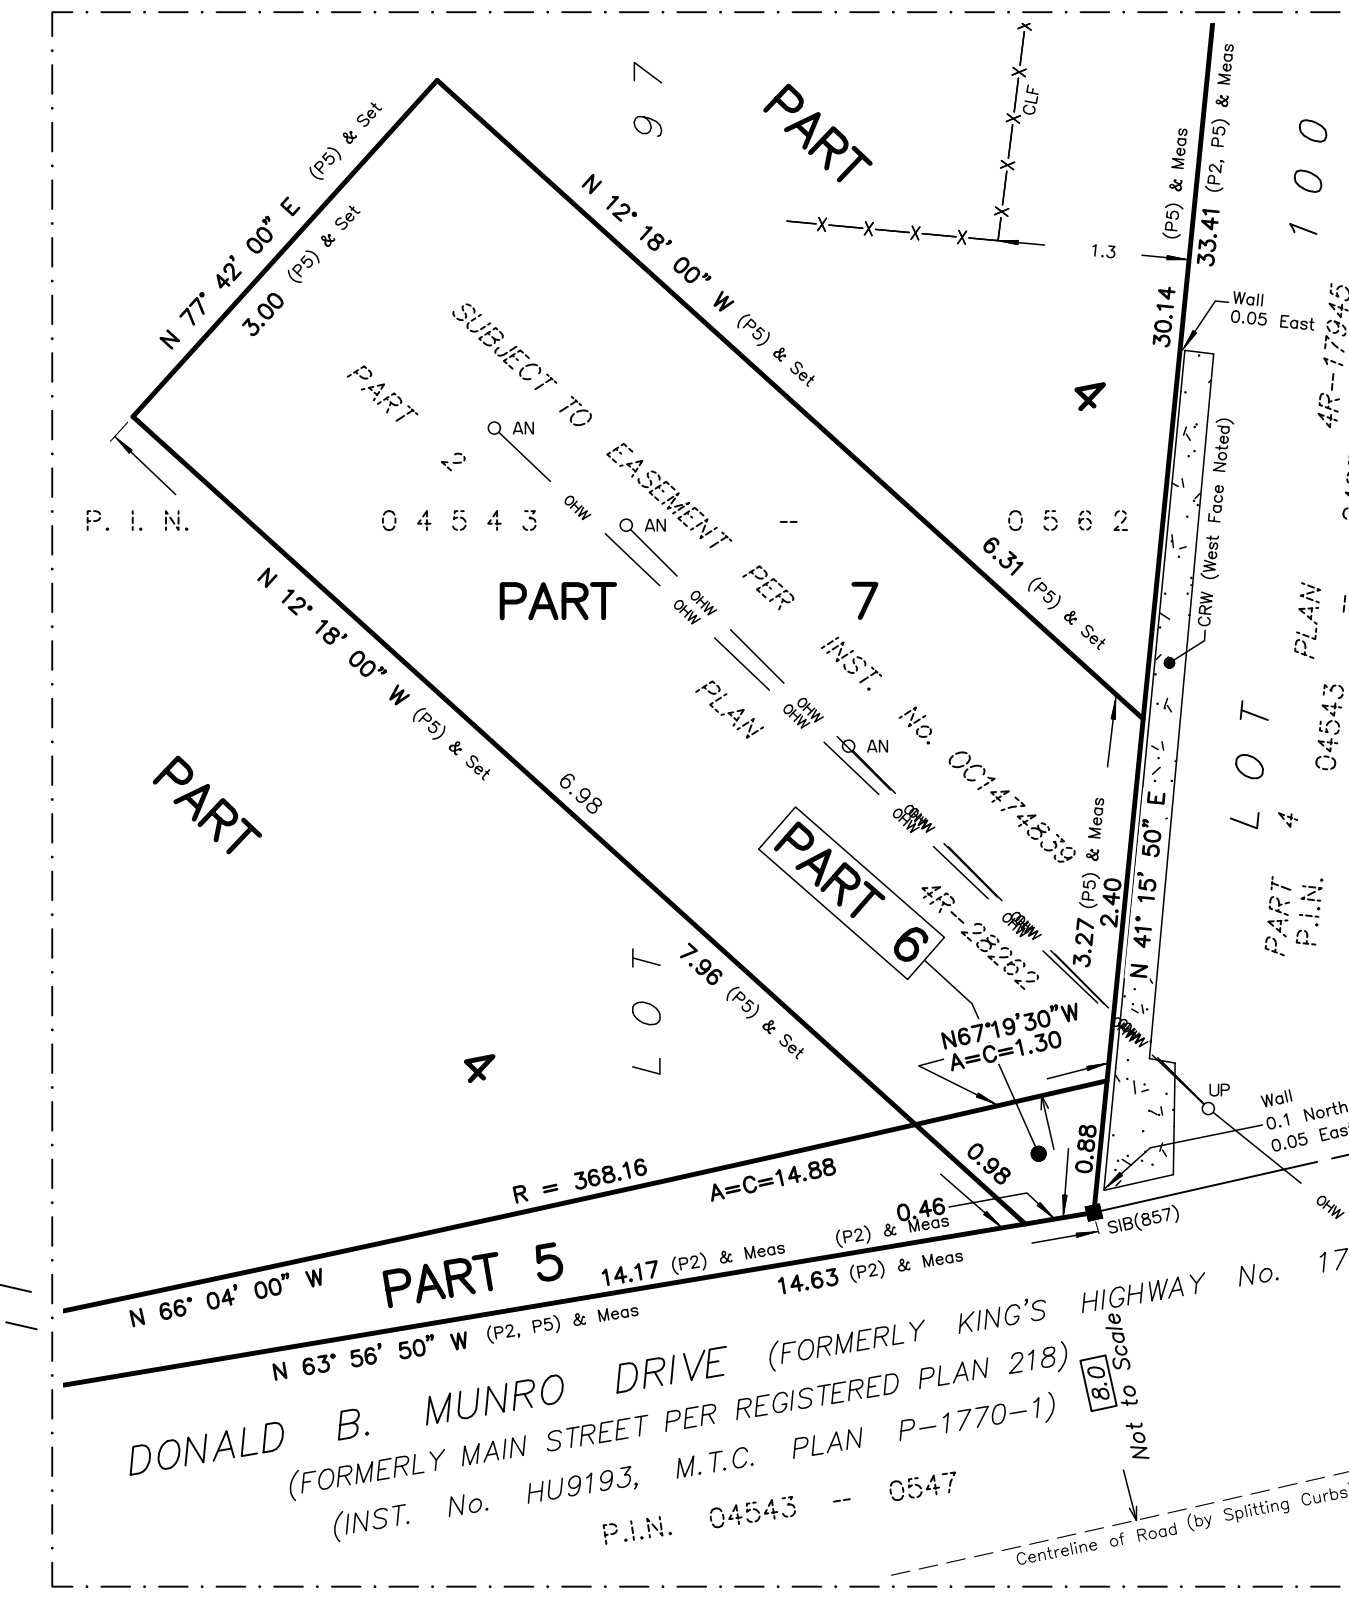 PART
97
CLF
(P5) & Meas
33.41 (P2, P5) & Meas
100
N 77° 42' 00" E (P5) & Set
3.00 (P5) & Set
N 12° 18' 00" W (P5) & Set
1.3
30.14
Wall
0.05 East
4R-17945
SUBJECT TO EASEMENT PER INST. No. OC1474839
PART 2 PLAN 4R-28262
4
AN
OHW
AN
P. I. N. 04543 -- 0562
6.31 (P5) & Set
CRW (West Face Noted)
PART 7
OHW
OHW
N 12° 18' 00" W (P5) & Set
PART 4 PLAN
P.I.N. 04543 --
LOT
OHW
OHW
AN
6.98
PART
4
OHW
PART 6
3.27 (P5) & Meas
2.40
N 41° 15' 50" E
OHW
7.96 (P5) & Set
LOT
N67°19'30"W
A=C=1.30
UP
Wall
0.1 North
0.05 East
0.88
0.98
R = 368.16
A=C=14.88
0.46
(P2) & Meas
SIB(857)
OHW
N 66° 04' 00" W
PART 5
14.17 (P2) & Meas
14.63 (P2) & Meas
N 63° 56' 50" W (P2, P5) & Meas
DONALD B. MUNRO DRIVE (FORMERLY KING'S HIGHWAY No. 17
(FORMERLY MAIN STREET PER REGISTERED PLAN 218)
(INST. No. HU9193, M.T.C. PLAN P-1770-1)
P.I.N. 04543 -- 0547
8.0
Not to Scale
Centreline of Road (by Splitting Curbs